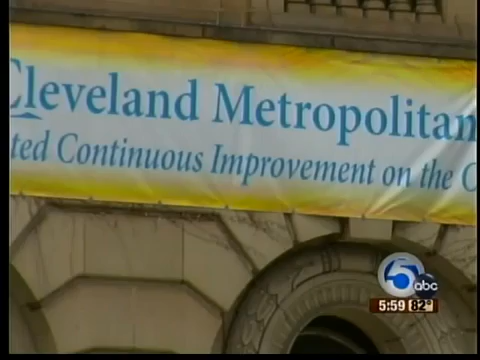 Cleveland Metropolitan
ted Continuous Improvement on the O
5 abc
5:59 82°